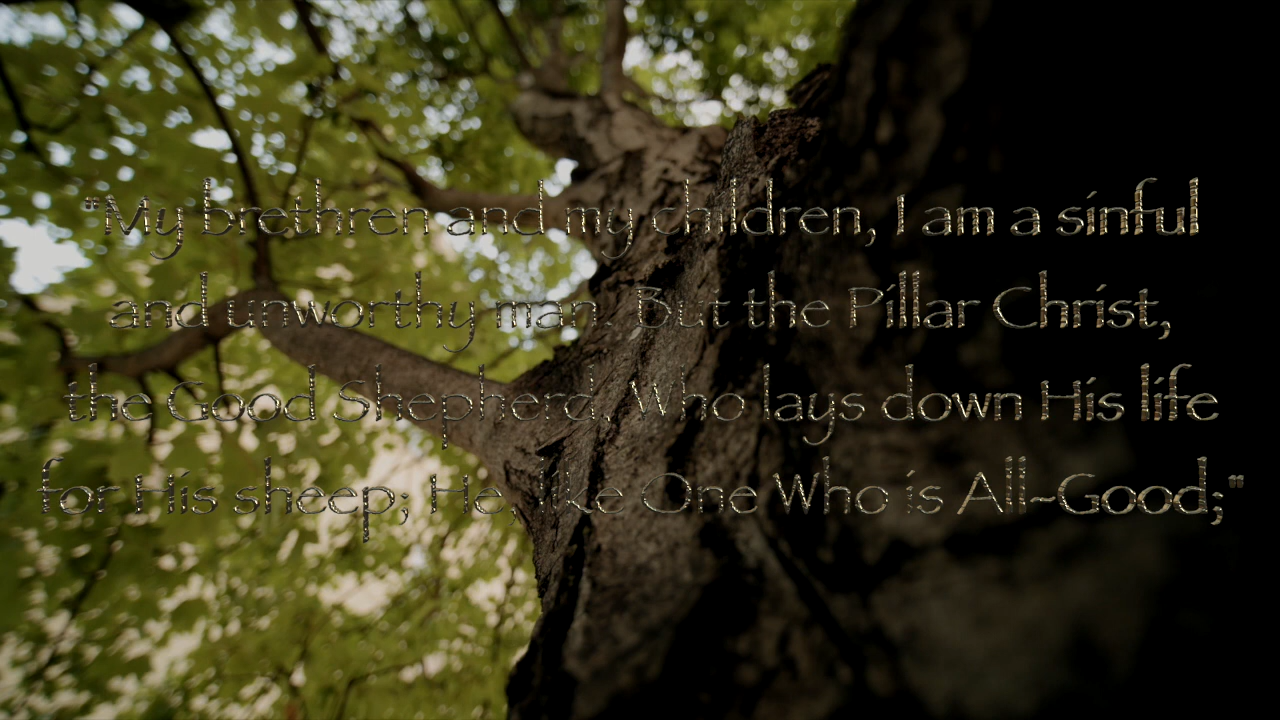 "My brethren and my children, I am a sinful
and unworthy man. But the Pillar Christ,
the Good Shepherd, Who lays down His life
for His sheep; He, like One Who is All~Good;"